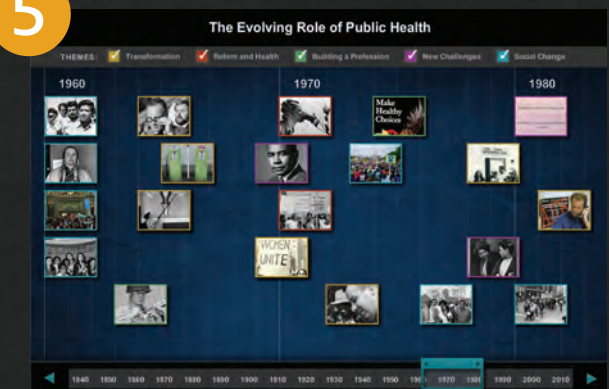 5
The Evolving Role of Public Health
THEMES: Transformation Reform and Health Building a Profession New Challenges Social Change
1960 1970 1980
Make
Healthy
Choices
WOMEN
UNITE
1840 1850 1860 1870 1880 1890 1900 1910 1920 1930 1940 1950 1970 1990 2000 2010